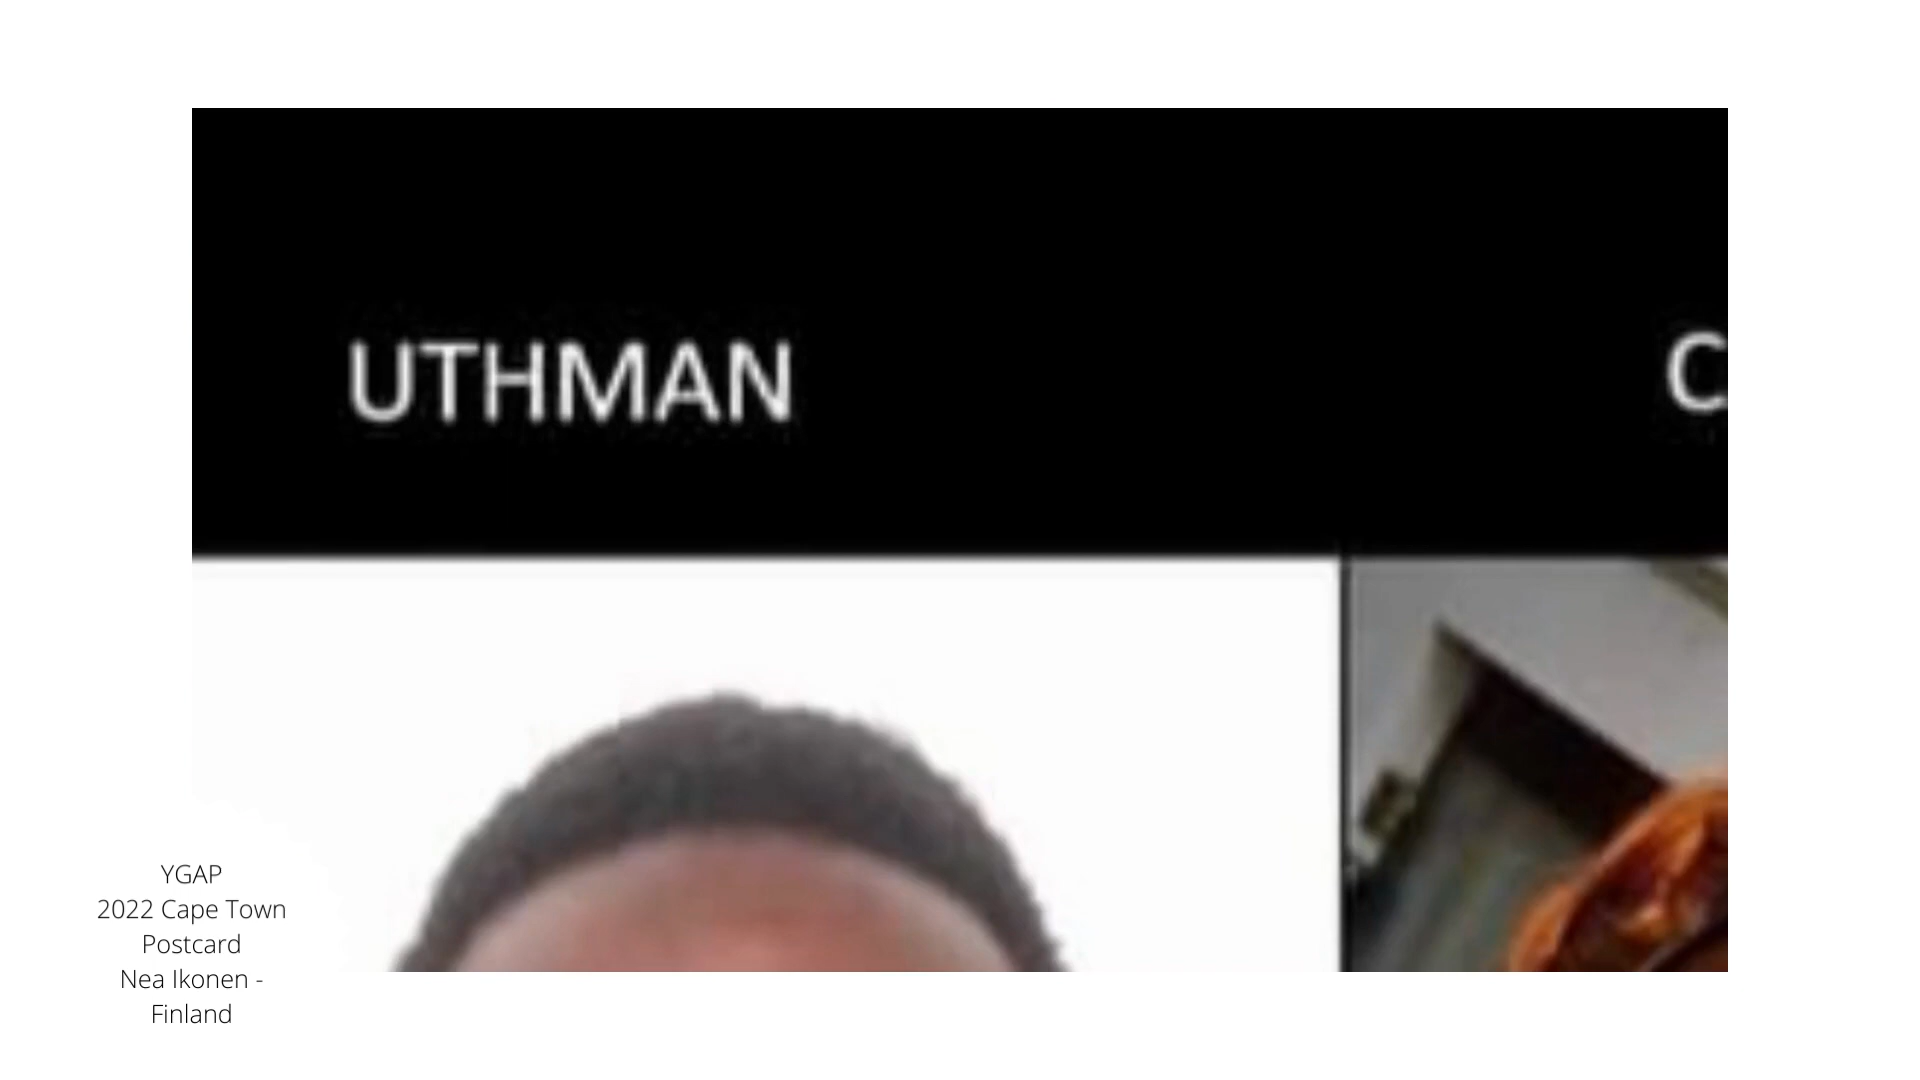 UTHMAN
C
YGAP
2022 Cape Town
Postcard
Nea Ikonen -
Finland